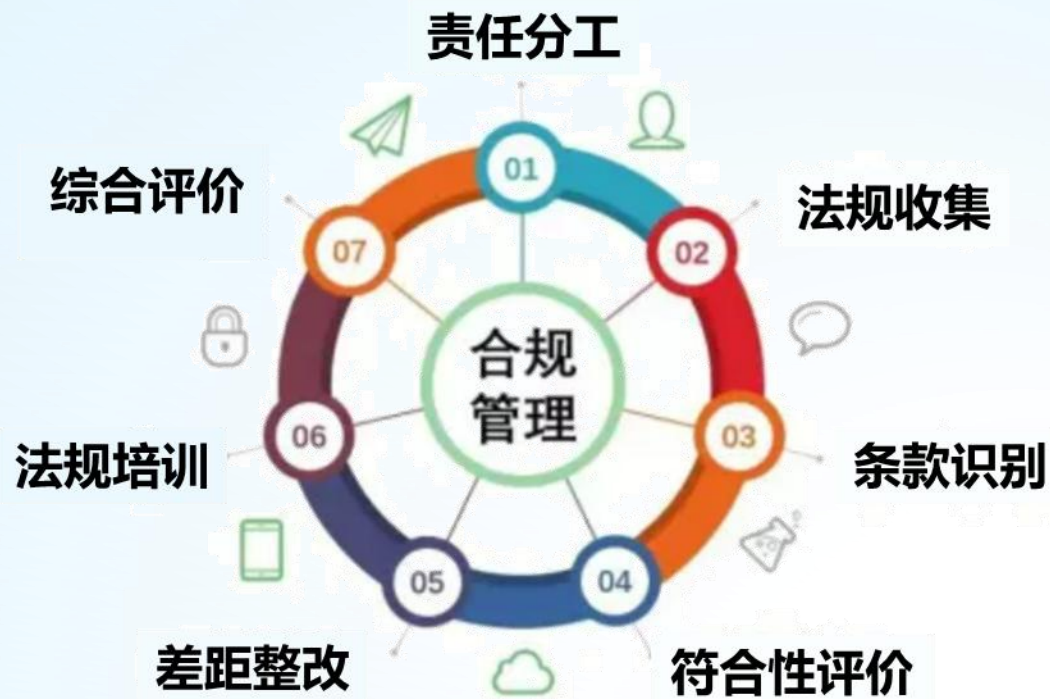 责任分工
01
法规收集
02
条款识别
03
符合性评价
04
差距整改
05
法规培训
06
综合评价
07
合规
管理